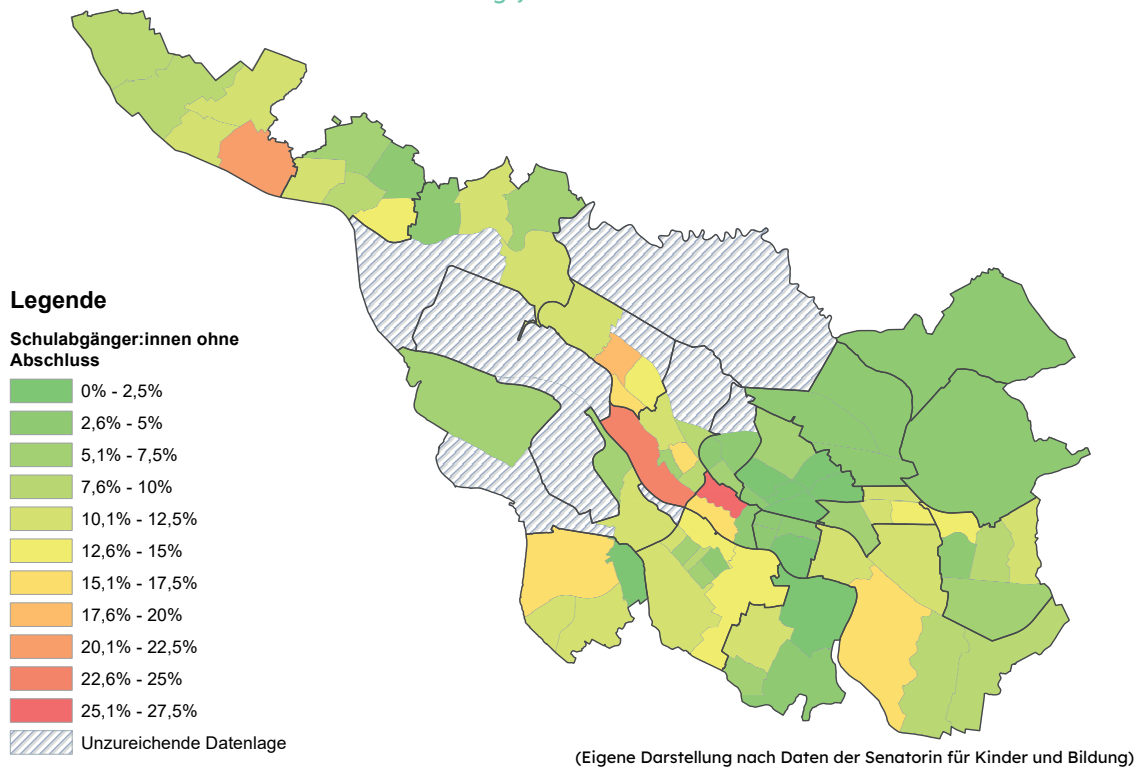 Legende
Schulabgänger:innen ohne
Abschluss
0% - 2,5%
2,6% - 5%
5,1% - 7,5%
7,6% - 10%
10,1% - 12,5%
12,6% - 15%
15,1% - 17,5%
17,6% - 20%
20,1% - 22,5%
22,6% - 25%
25,1% - 27,5%
Unzureichende Datenlage
(Eigene Darstellung nach Daten der Senatorin für Kinder und Bildung)